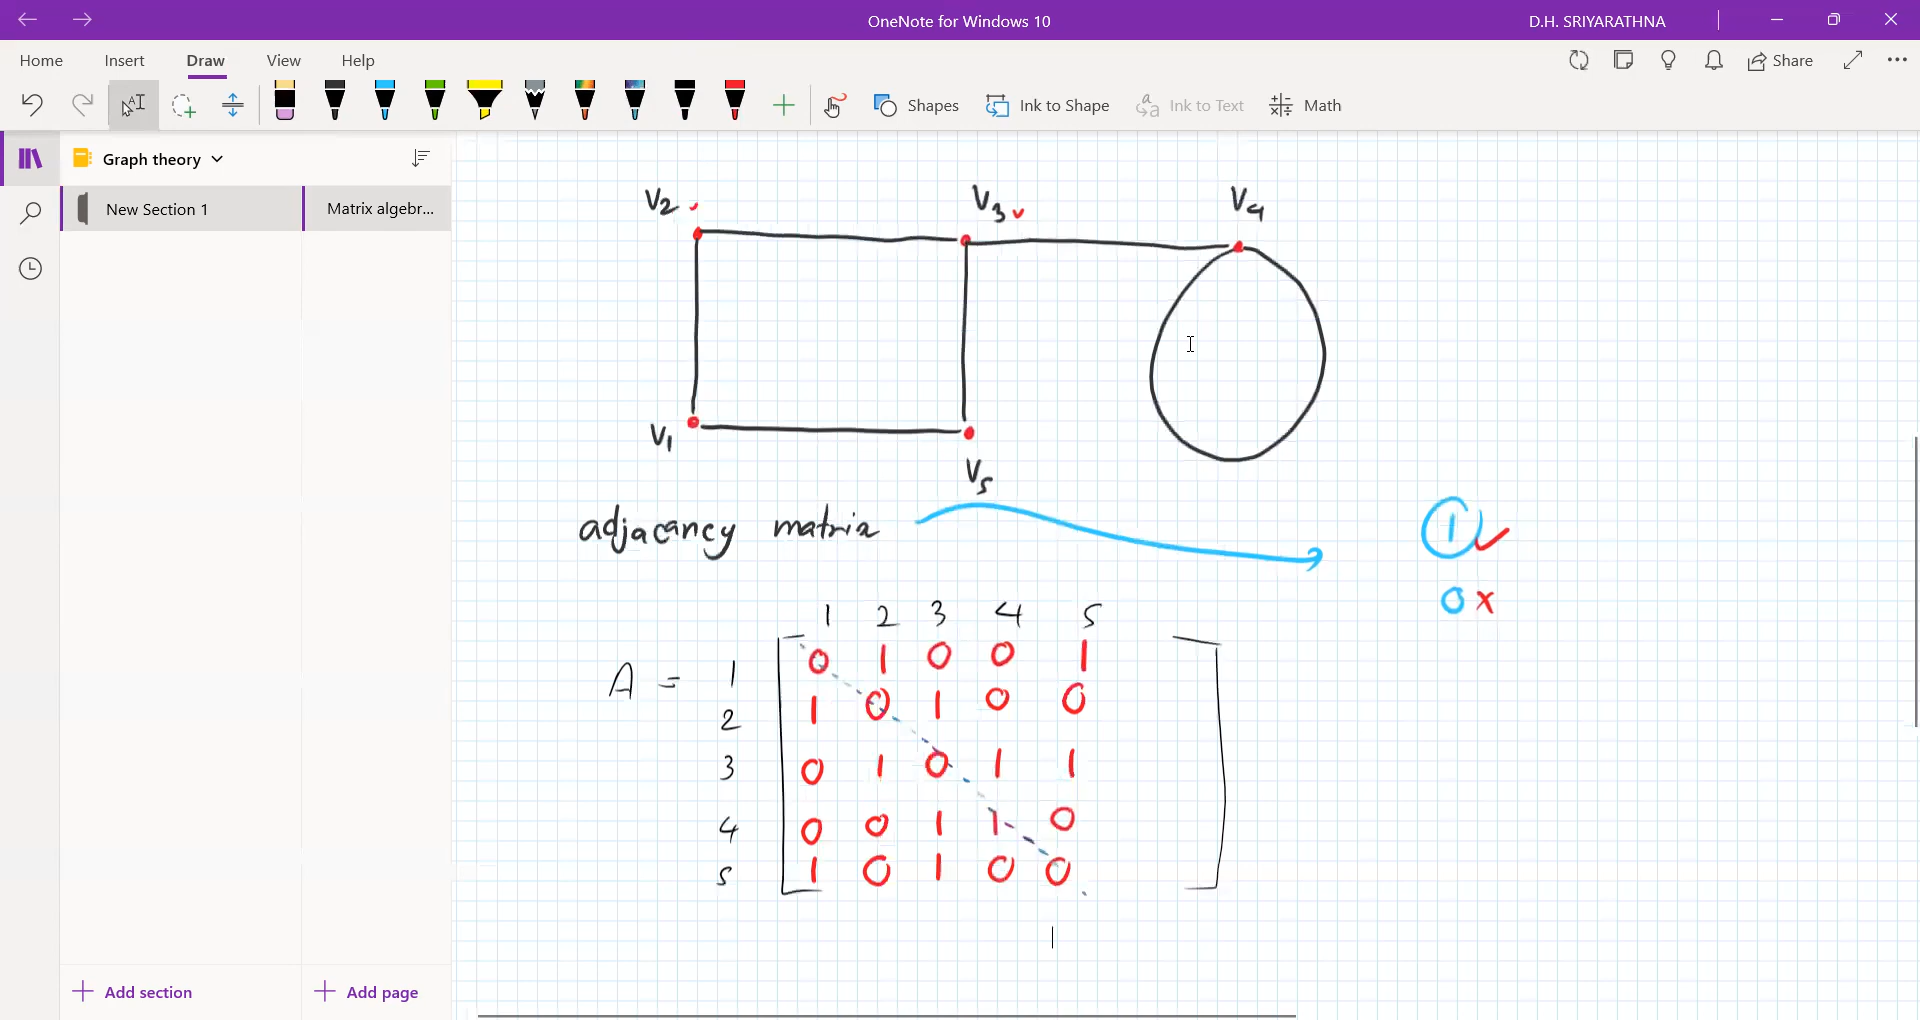 OneNote for Windows 10
D.H. SRIYARATHNA
Home Insert Draw View Help
Share
Shapes Ink to Shape Ink to Text Math
Graph theory
New Section 1
Matrix algebr...
V2 V3 V4
V1
V5
adjacancy matrix
1
0 x
1 2 3 4 5
A = 1 0 1 0 0 1
2 1 0 1 0 0
3 0 1 0 1 1
4 0 0 1 1 0
5 1 0 1 0 0
Add section
Add page